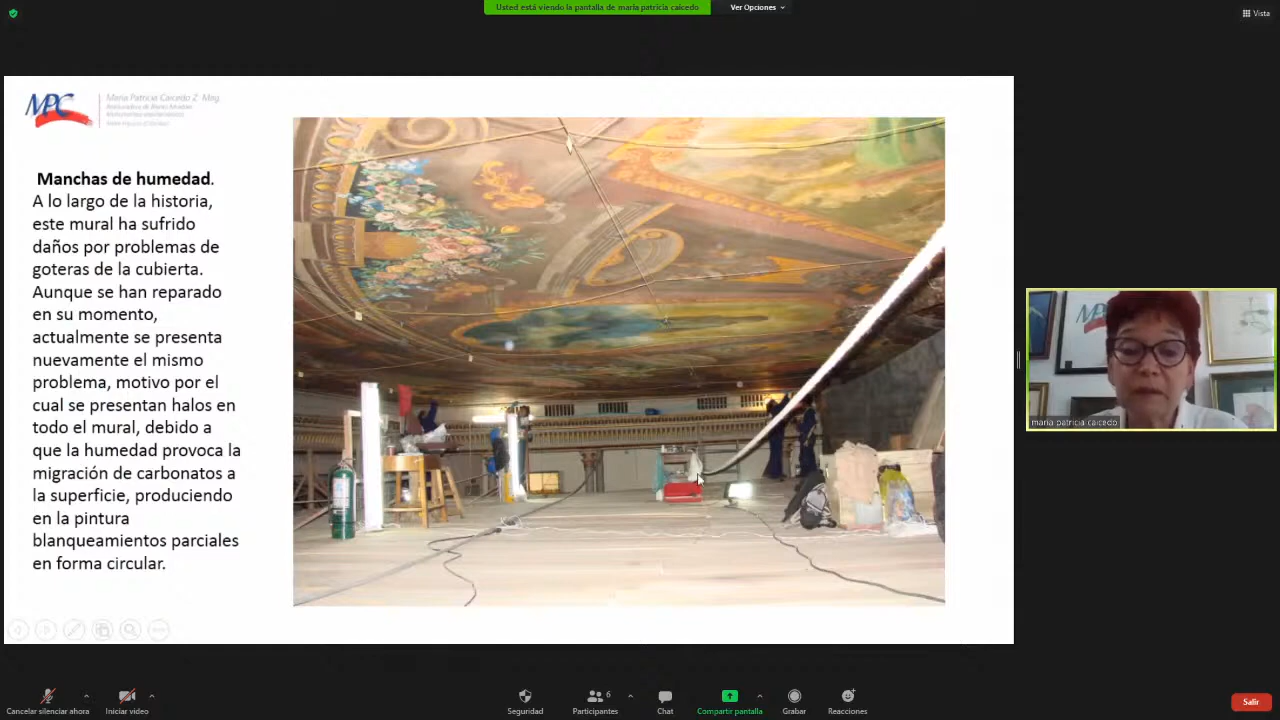 Usted está viendo la pantalla de maria patricia caicedo
Ver Opciones
Vista
MPC
Maria Patricia Caicedo Z. Mag.
Manchas de humedad.
A lo largo de la historia,
este mural ha sufrido
daños por problemas de
goteras de la cubierta.
Aunque se han reparado
en su momento,
actualmente se presenta
nuevamente el mismo
problema, motivo por el
cual se presentan halos en
todo el mural, debido a
que la humedad provoca la
migración de carbonatos a
la superficie, produciendo
en la pintura
blanqueamientos parciales
en forma circular.
MPC
maria patricia caicedo
Cancelar silenciar ahora
Iniciar video
Seguridad
6
Participantes
Chat
Compartir pantalla
Grabar
Reacciones
Salir